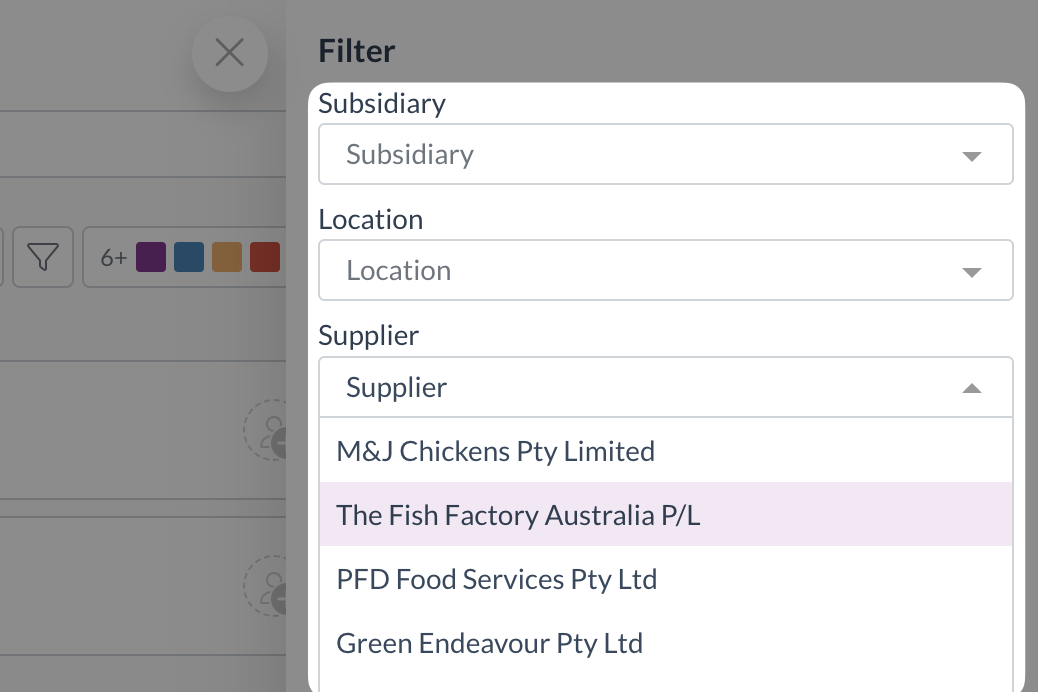 Filter
Subsidiary
Subsidiary
Location
Location
6+
Supplier
Supplier
M&J Chickens Pty Limited
The Fish Factory Australia P/L
PFD Food Services Pty Ltd
Green Endeavour Pty Ltd